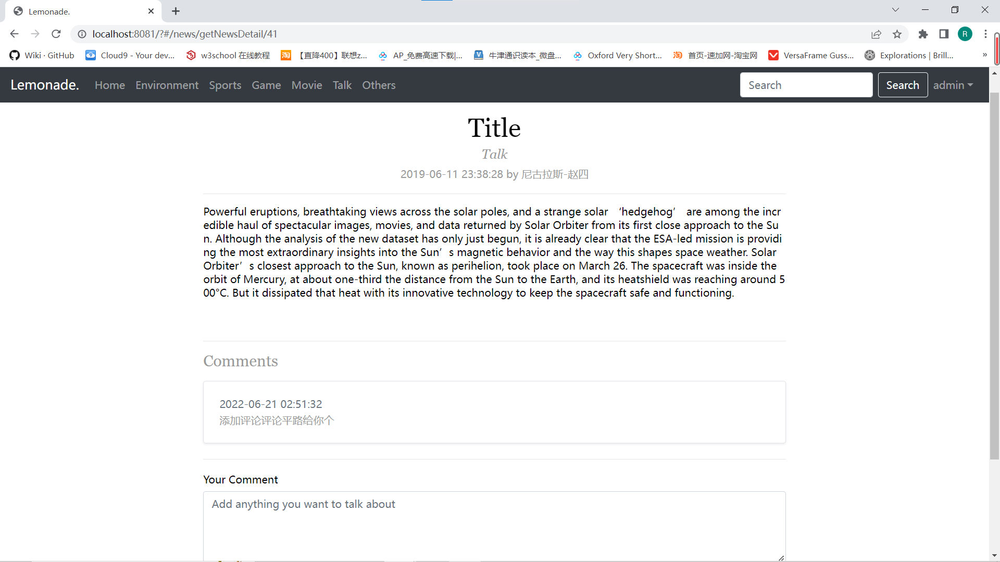 Lemonade.
localhost:8081/?#/news/getNewsDetail/41
R
Wiki · GitHub
Cloud9 - Your dev...
w3school 在线教程
淘
【直降400】联想z...
AP_免费高速下载|...
牛津通识读本_微盘...
Oxford Very Short...
淘
首页-速加网-淘宝网
VersaFrame Guss...
Explorations | Brill...
»
Lemonade.
Home
Environment
Sports
Game
Movie
Talk
Others
Search
Search
admin
Title
Talk
2019-06-11 23:38:28 by 尼古拉斯-赵四
Powerful eruptions, breathtaking views across the solar poles, and a strange solar ‘hedgehog’ are among the incr
edible haul of spectacular images, movies, and data returned by Solar Orbiter from its first close approach to the Su
n. Although the analysis of the new dataset has only just begun, it is already clear that the ESA-led mission is providi
ng the most extraordinary insights into the Sun’s magnetic behavior and the way this shapes space weather. Solar
Orbiter’s closest approach to the Sun, known as perihelion, took place on March 26. The spacecraft was inside the
orbit of Mercury, at about one-third the distance from the Sun to the Earth, and its heatshield was reaching around 5
00°C. But it dissipated that heat with its innovative technology to keep the spacecraft safe and functioning.
Comments
2022-06-21 02:51:32
添加评论评论平路给你个
Your Comment
Add anything you want to talk about